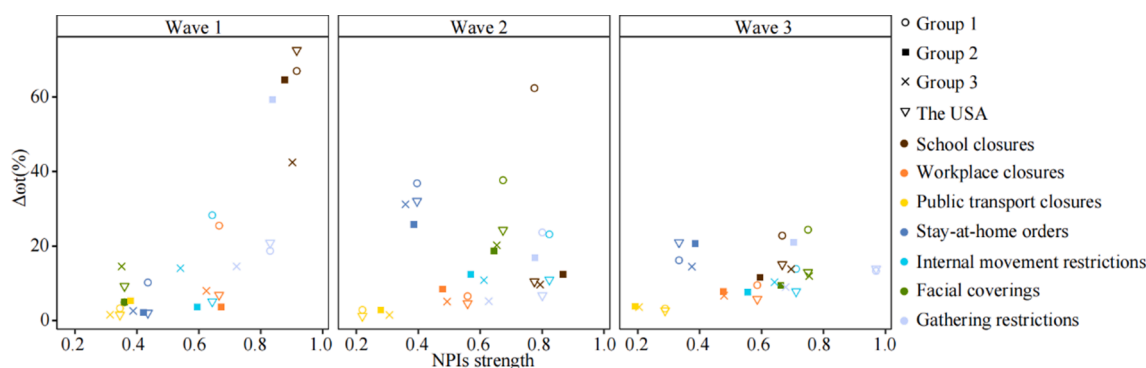 Wave 1
Wave 2
Wave 3
Δωt(%)
60
40
20
0
0.2 0.4 0.6 0.8 1.0
0.2 0.4 0.6 0.8 1.0
0.2 0.4 0.6 0.8 1.0
NPIs strength
Group 1
Group 2
Group 3
The USA
School closures
Workplace closures
Public transport closures
Stay-at-home orders
Internal movement restrictions
Facial coverings
Gathering restrictions